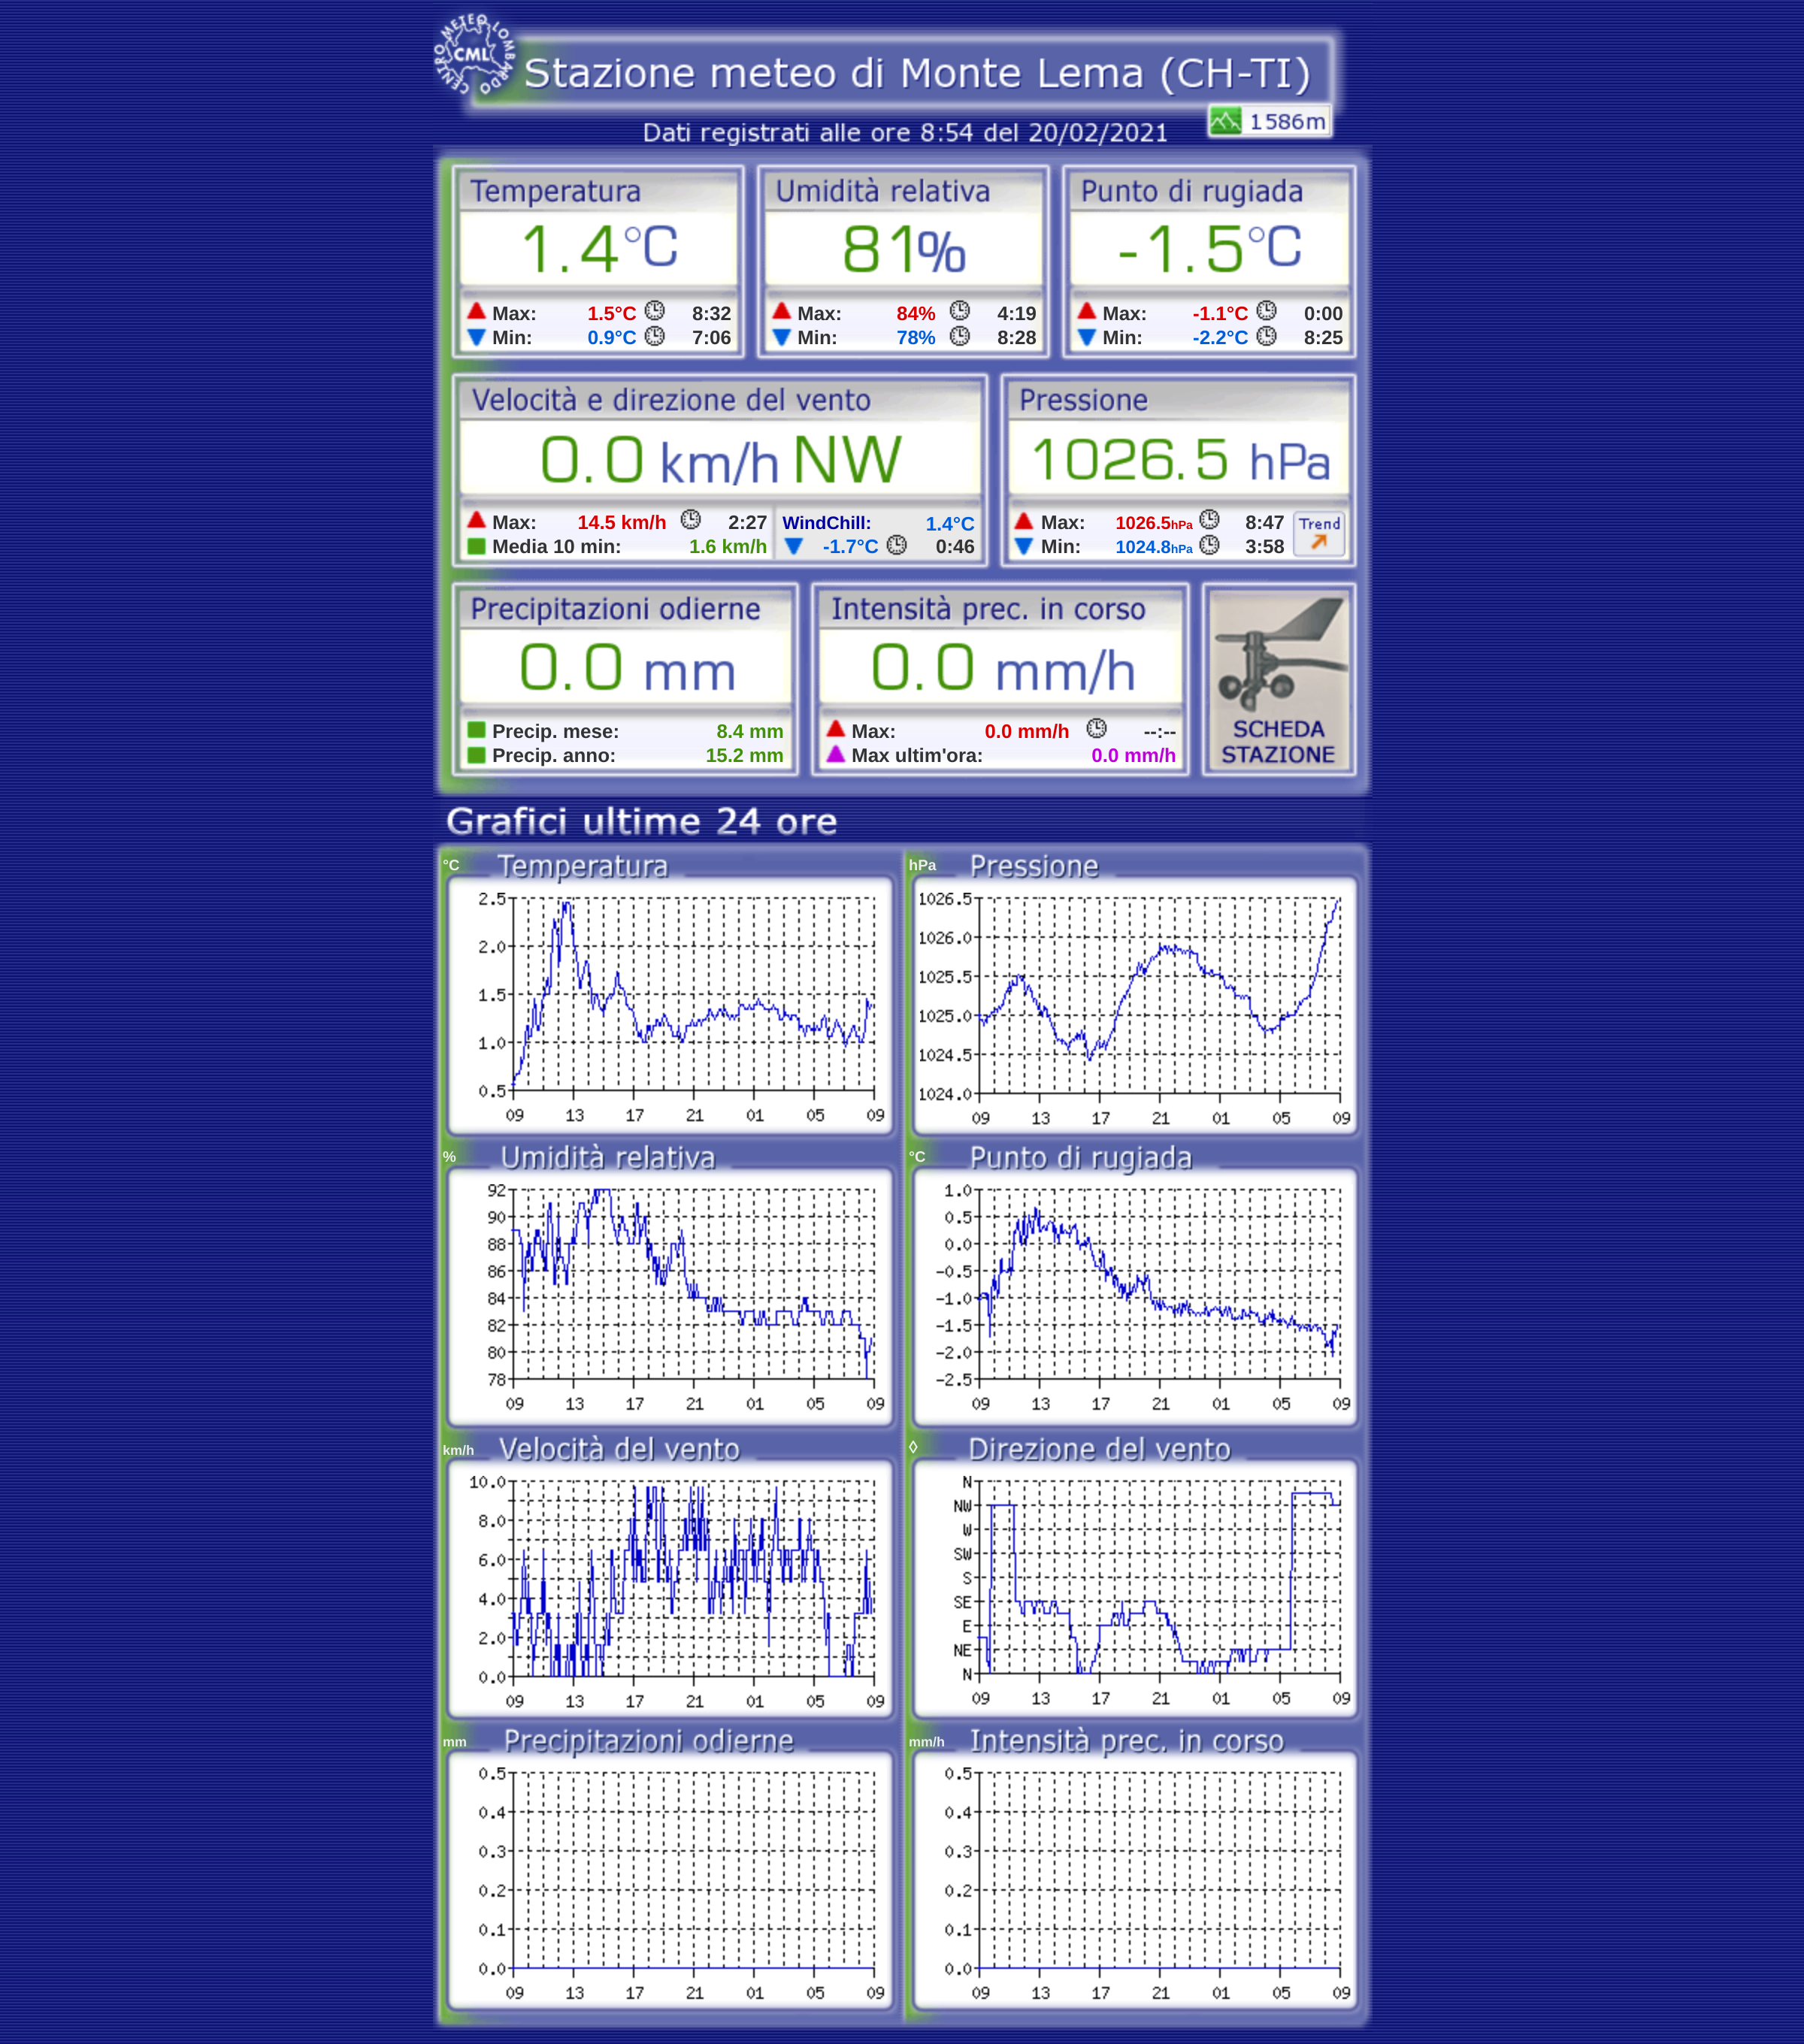 CENTRO METEO LOMBARDO
CML
Stazione meteo di Monte Lema (CH-TI)
1586m
Dati registrati alle ore 8:54 del 20/02/2021
Temperatura
1.4°C
Max: 1.5°C 8:32
Min: 0.9°C 7:06
Umidità relativa
81%
Max: 84% 4:19
Min: 78% 8:28
Punto di rugiada
-1.5°C
Max: -1.1°C 0:00
Min: -2.2°C 8:25
Velocità e direzione del vento
0.0 km/h NW
Max: 14.5 km/h 2:27
Media 10 min: 1.6 km/h
WindChill: 1.4°C
-1.7°C 0:46
Pressione
1026.5 hPa
Max: 1026.5hPa 8:47
Min: 1024.8hPa 3:58
Trend
Precipitazioni odierne
0.0 mm
Precip. mese: 8.4 mm
Precip. anno: 15.2 mm
Intensità prec. in corso
0.0 mm/h
Max: 0.0 mm/h --:--
Max ultim'ora: 0.0 mm/h
SCHEDA
STAZIONE
Grafici ultime 24 ore
°C Temperatura
2.5
2.0
1.5
1.0
0.5
09 13 17 21 01 05 09
hPa Pressione
1026.5
1026.0
1025.5
1025.0
1024.5
1024.0
09 13 17 21 01 05 09
% Umidità relativa
92
90
88
86
84
82
80
78
09 13 17 21 01 05 09
°C Punto di rugiada
1.0
0.5
0.0
-0.5
-1.0
-1.5
-2.0
-2.5
09 13 17 21 01 05 09
km/h Velocità del vento
10.0
8.0
6.0
4.0
2.0
0.0
09 13 17 21 01 05 09
◊ Direzione del vento
N
NW
W
SW
S
SE
E
NE
N
09 13 17 21 01 05 09
mm Precipitazioni odierne
0.5
0.4
0.3
0.2
0.1
0.0
09 13 17 21 01 05 09
mm/h Intensità prec. in corso
0.5
0.4
0.3
0.2
0.1
0.0
09 13 17 21 01 05 09